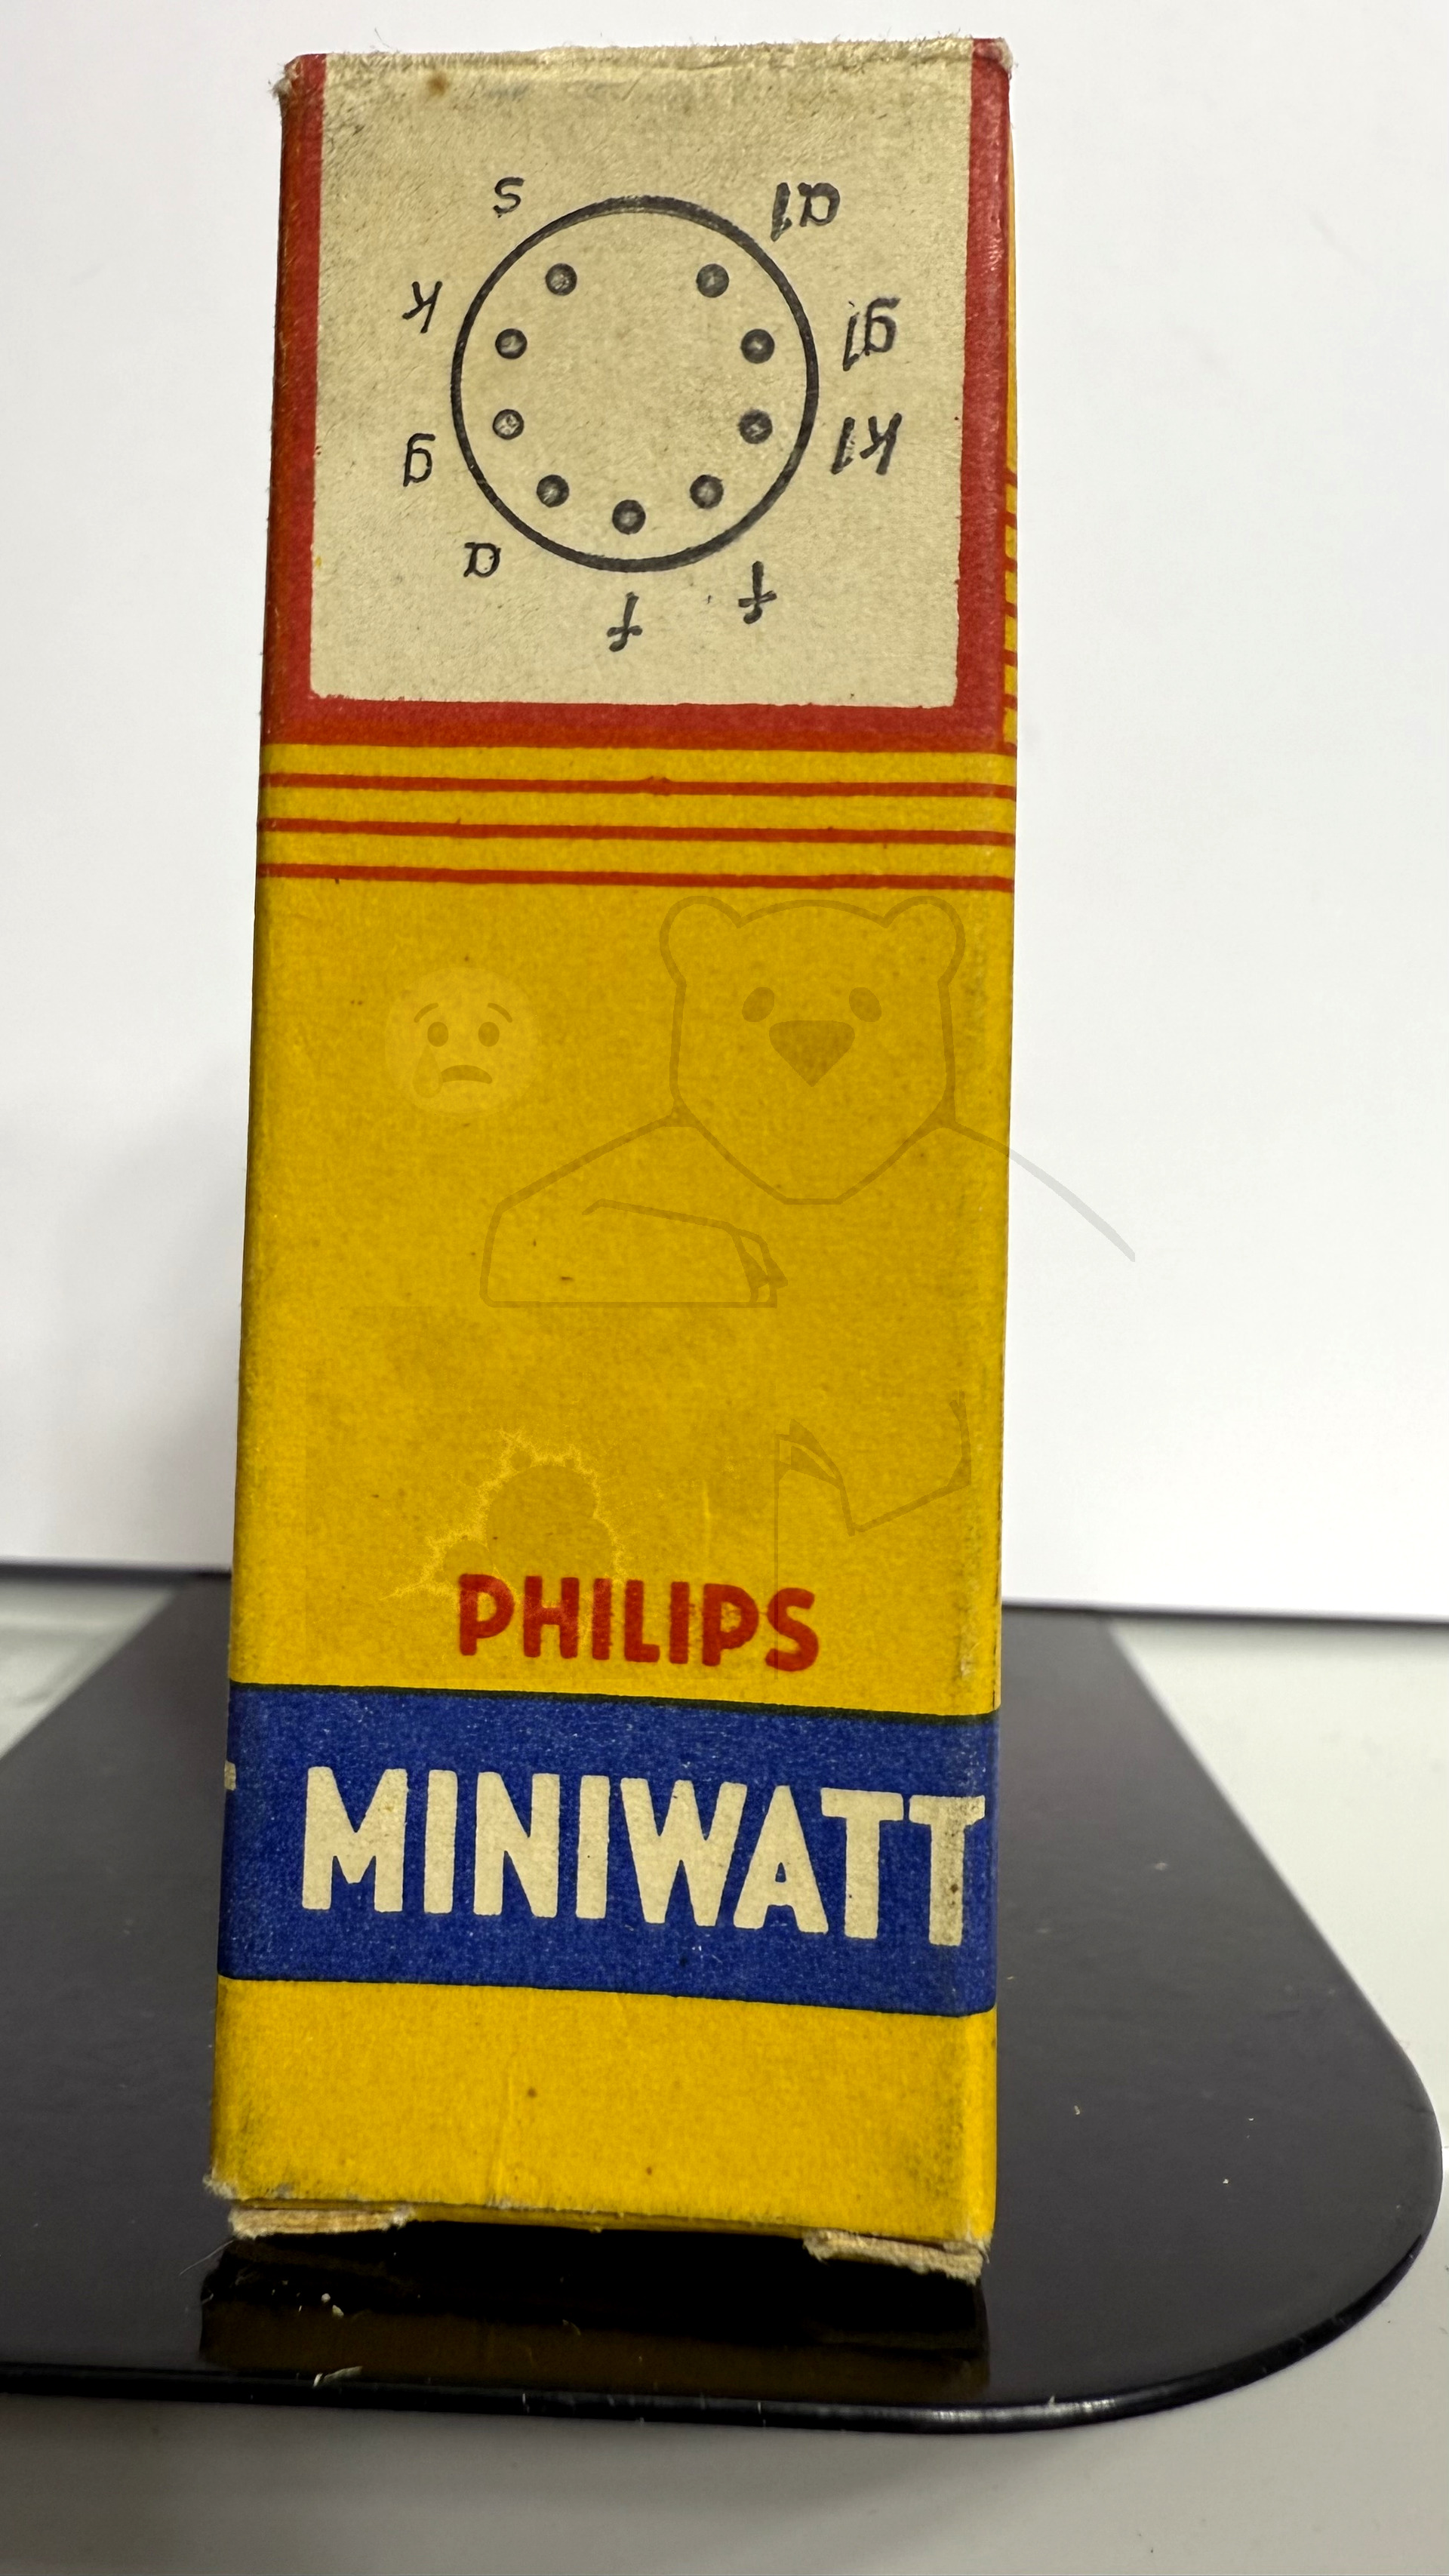 s a1
k g1
g k1
a
f f
PHILIPS
MINIWATT